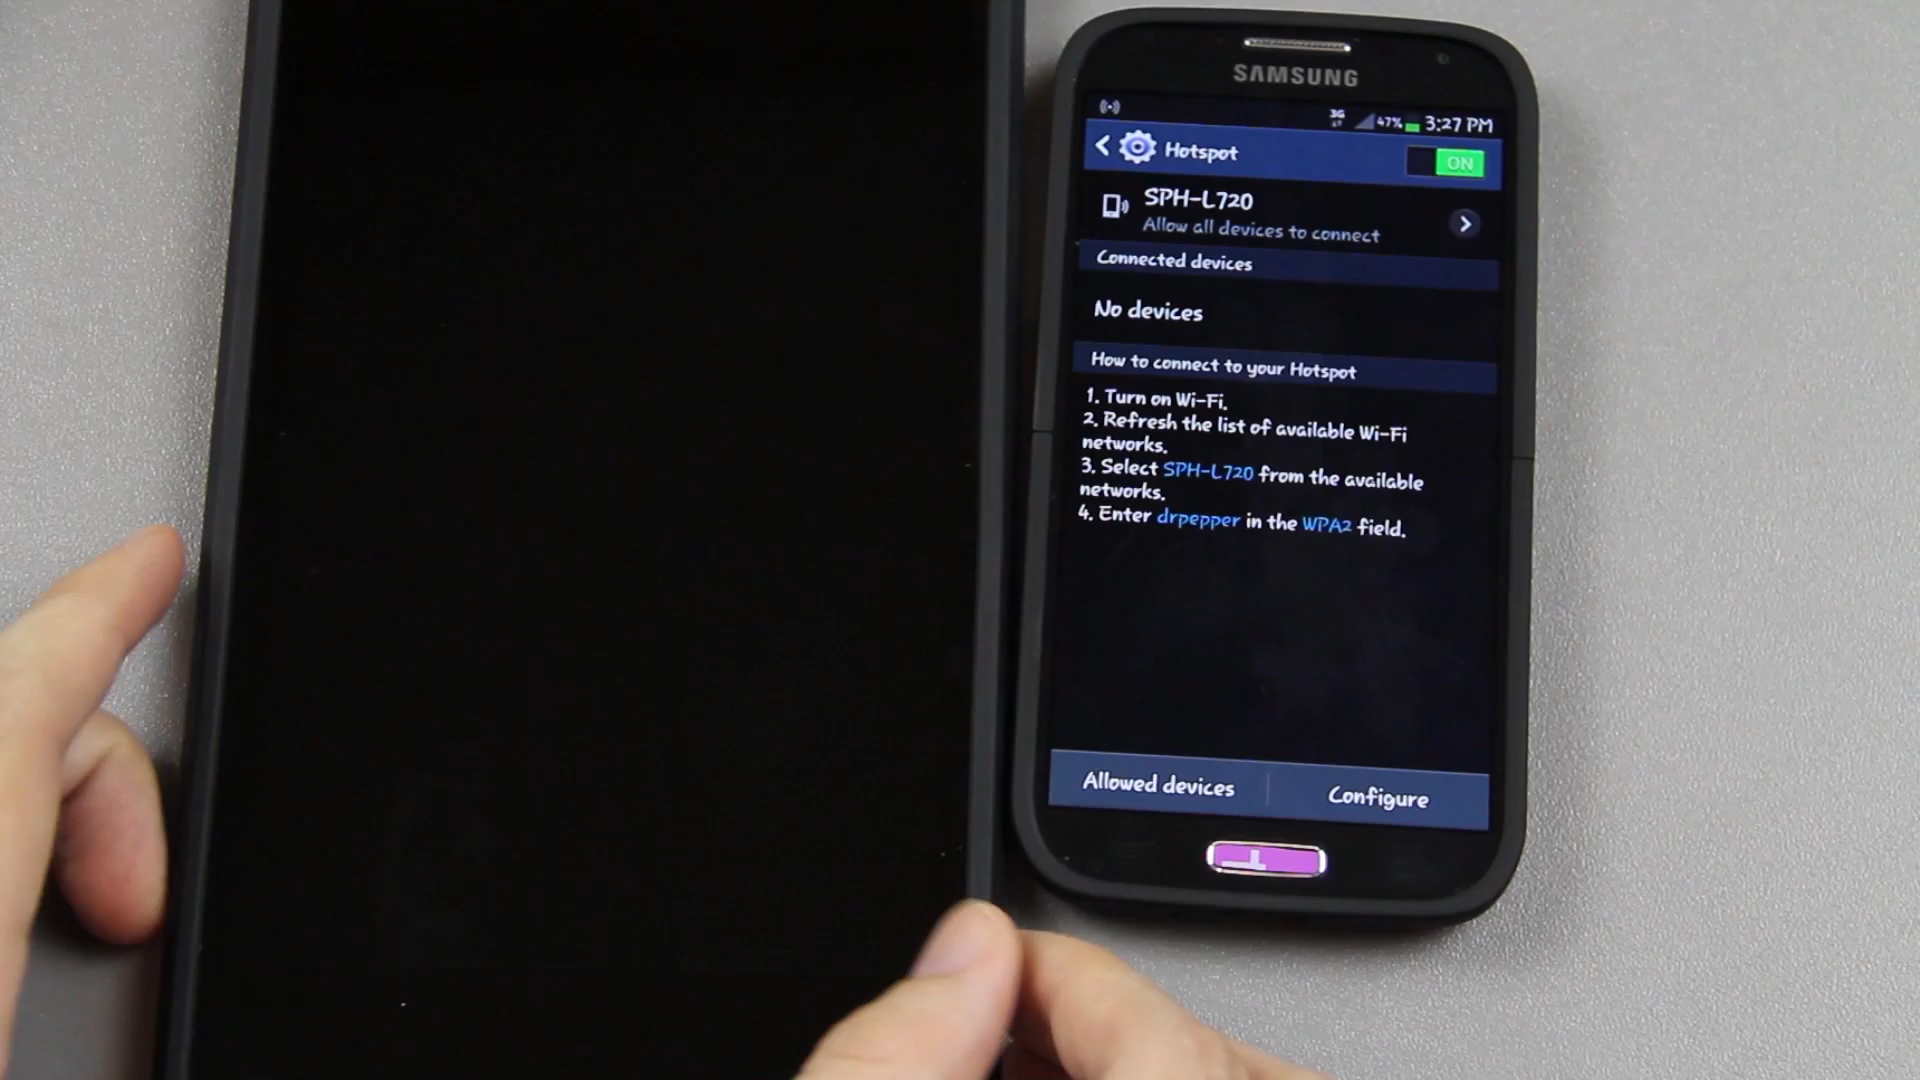 SAMSUNG
3G 47% 3:27 PM
Hotspot ON
SPH-L720
Allow all devices to connect
Connected devices
No devices
How to connect to your Hotspot
1. Turn on Wi-Fi.
2. Refresh the list of available Wi-Fi
networks.
3. Select SPH-L720 from the available
networks.
4. Enter drpepper in the WPA2 field.
Allowed devices Configure